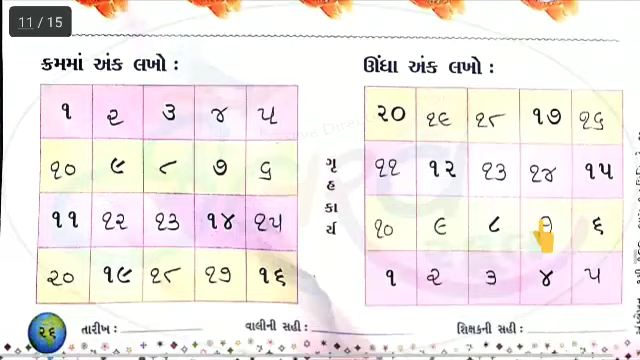 11 / 15
ક્રમમાં અંક લખો :
૧ ૨ ૩ ૪ ૫
૧૦ ૯ ૮ ૭ ૬
૧૧ ૧૨ ૧૩ ૧૪ ૧૫
૨૦ ૧૯ ૧૮ ૧૭ ૧૬
ગૃ
હ
કા
ર્ય
ઊંધા અંક લખો :
૨૦ ૧૯ ૧૮ ૧૭ ૧૬
૧૧ ૧૨ ૧૩ ૧૪ ૧૫
૧૦ ૯ ૮ ૭ ૬
૧ ૨ ૩ ૪ ૫
૨૬ તારીખ : વાલીની સહી : શિક્ષકની સહી :